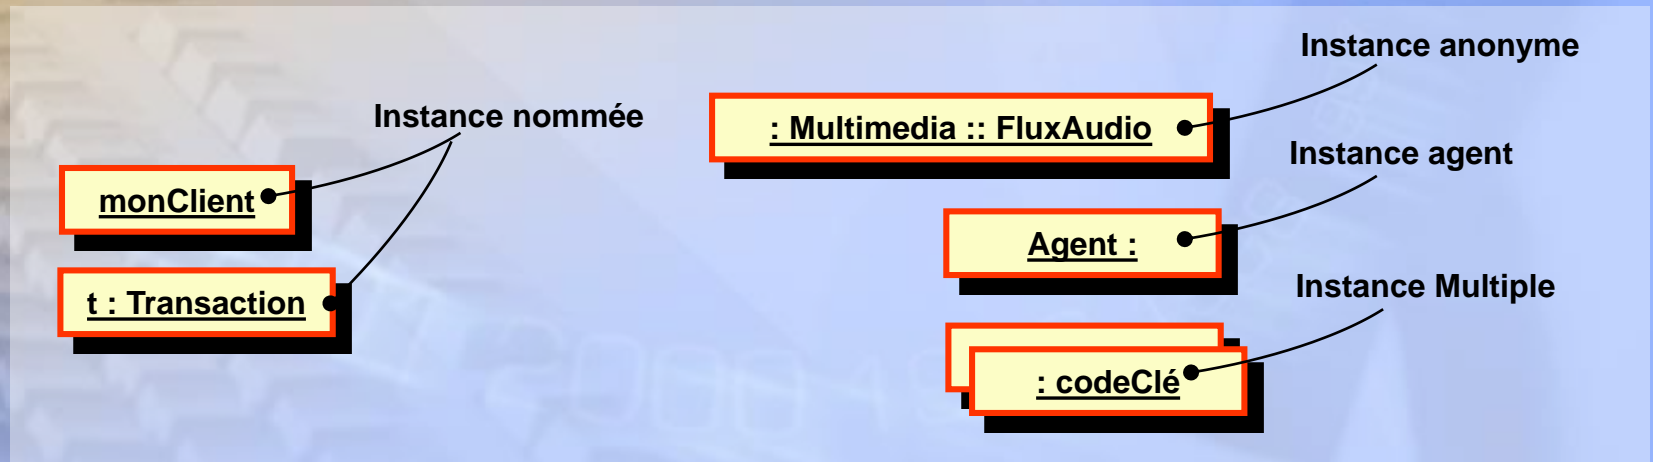 Instance nommée
monClient
t : Transaction
Instance anonyme
: Multimedia :: FluxAudio
Instance agent
Agent :
Instance Multiple
: codeClé